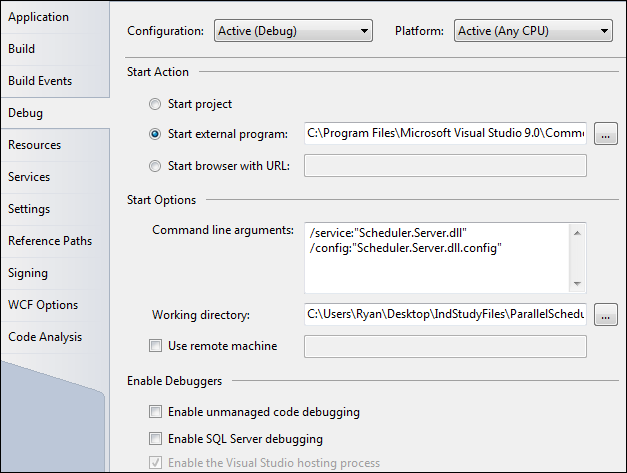 Application
Build
Build Events
Debug
Resources
Services
Settings
Reference Paths
Signing
WCF Options
Code Analysis
Configuration: Active (Debug) Platform: Active (Any CPU)
Start Action
Start project
Start external program: C:\Program Files\Microsoft Visual Studio 9.0\Comm ...
Start browser with URL:
Start Options
Command line arguments: /service:"Scheduler.Server.dll"
/config:"Scheduler.Server.dll.config"
Working directory: C:\Users\Ryan\Desktop\IndStudyFiles\ParallelSchedu ...
Use remote machine
Enable Debuggers
Enable unmanaged code debugging
Enable SQL Server debugging
Enable the Visual Studio hosting process